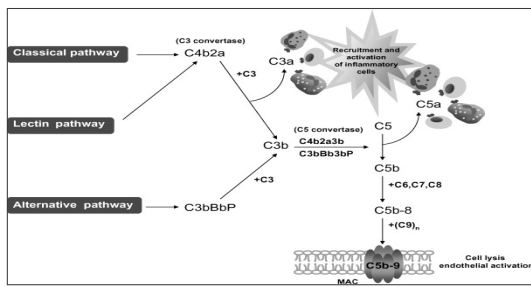 Classical pathway
(C3 convertase)
C4b2a
+C3
C3a
Recruitment and
activation
of inflammatory
cells
C5a
Lectin pathway
C3b
(C5 convertase)
C4b2a3b
C3bBb3bP
C5
C5b
+C6,C7,C8
C5b-8
+(C9)n
Alternative pathway
C3bBbP
+C3
C5b-9
MAC
Cell lysis
endothelial activation